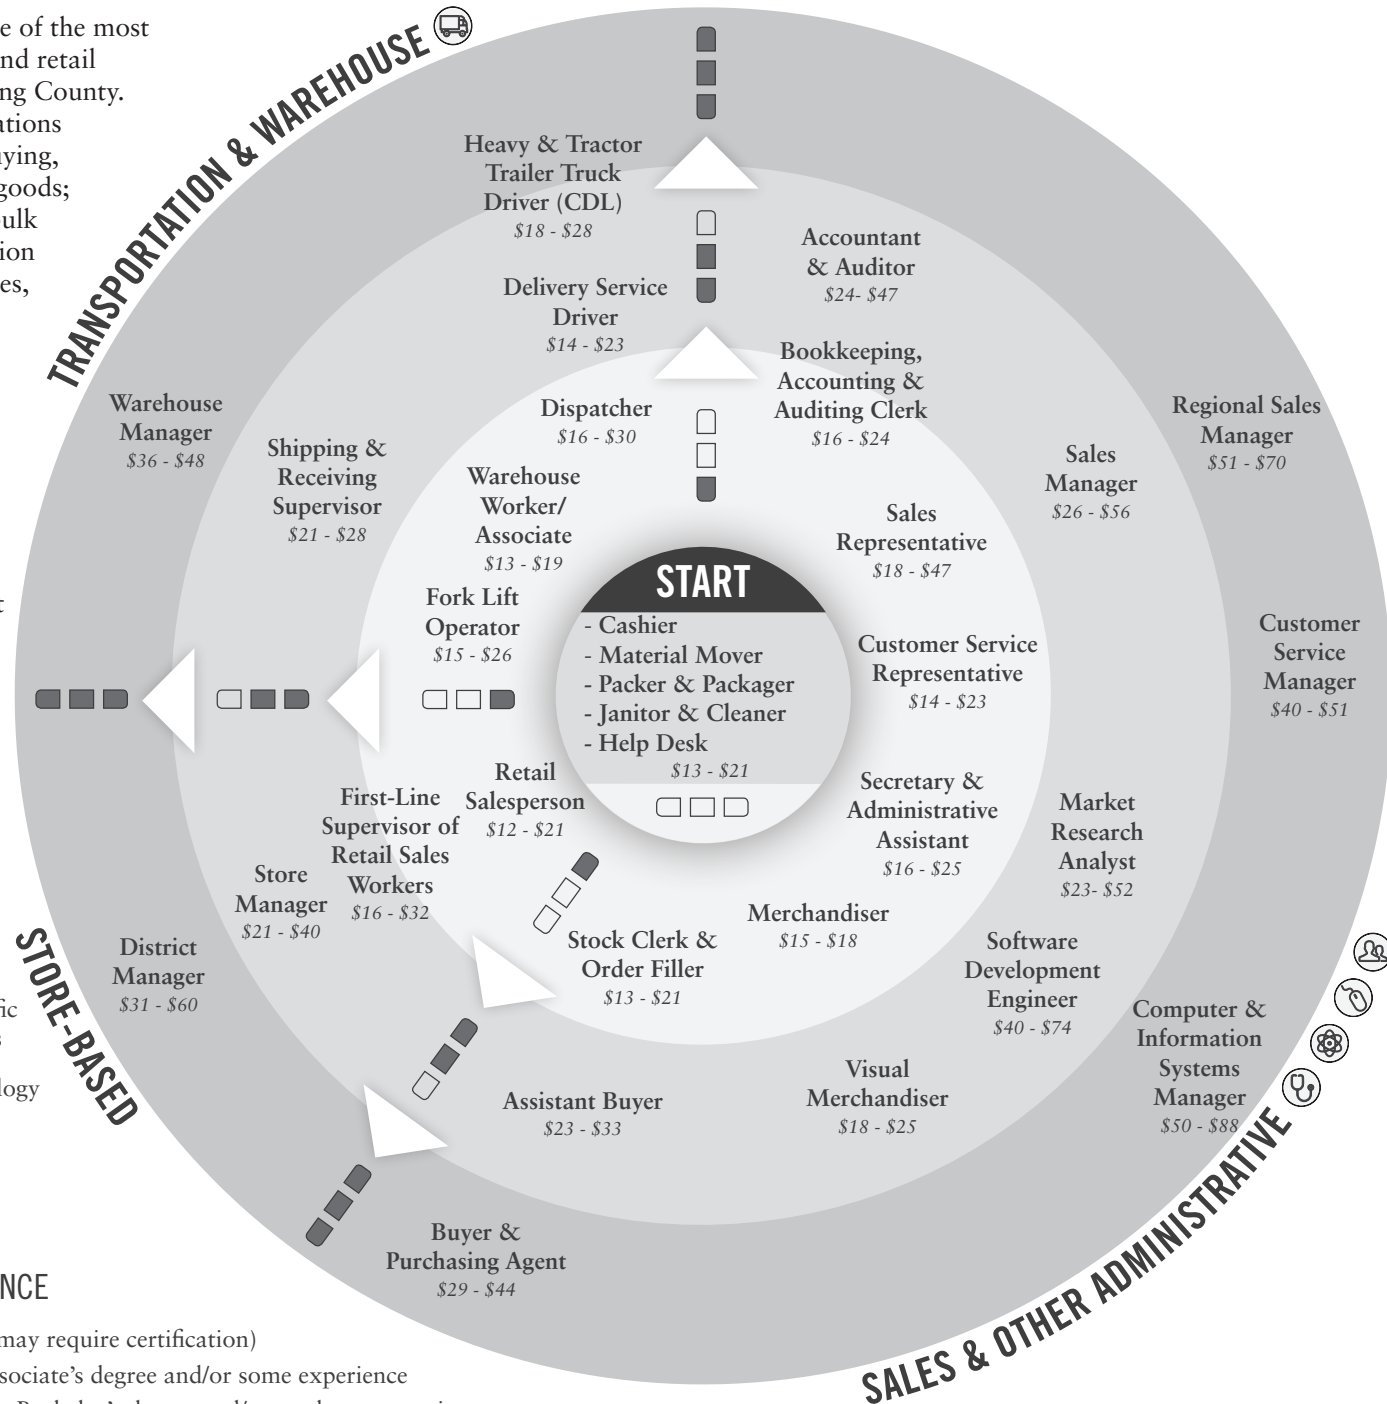 e of the most
nd retail
ng County.
ations
ying,
goods;
ulk
ion
es,
t
fic
s
logy
NCE
may require certification)
sociate's degree and/or some experience
TRANSPORTATION & WAREHOUSE
Heavy & Tractor
Trailer Truck
Driver (CDL)
$18 - $28
Delivery Service
Driver
$14 - $23
Dispatcher
$16 - $30
Warehouse
Worker/
Associate
$13 - $19
Fork Lift
Operator
$15 - $26
Shipping &
Receiving
Supervisor
$21 - $28
Warehouse
Manager
$36 - $48
Accountant
& Auditor
$24- $47
Bookkeeping,
Accounting &
Auditing Clerk
$16 - $24
Sales
Representative
$18 - $47
Sales
Manager
$26 - $56
Regional Sales
Manager
$51 - $70
START
- Cashier
- Material Mover
- Packer & Packager
- Janitor & Cleaner
- Help Desk
$13 - $21
Customer Service
Representative
$14 - $23
Customer
Service
Manager
$40 - $51
Secretary &
Administrative
Assistant
$16 - $25
Market
Research
Analyst
$23- $52
Merchandiser
$15 - $18
Software
Development
Engineer
$40 - $74
Computer &
Information
Systems
Manager
$50 - $88
Visual
Merchandiser
$18 - $25
SALES & OTHER ADMINISTRATIVE
Retail
Salesperson
$12 - $21
First-Line
Supervisor of
Retail Sales
Workers
$16 - $32
Store
Manager
$21 - $40
District
Manager
$31 - $60
Stock Clerk &
Order Filler
$13 - $21
Assistant Buyer
$23 - $33
Buyer &
Purchasing Agent
$29 - $44
STORE-BASED